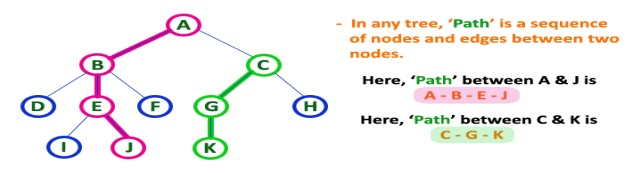 A
B
C
D
E
F
G
H
I
J
K
- In any tree, ‘Path’ is a sequence
of nodes and edges between two
nodes.
Here, ‘Path’ between A & J is
A - B - E - J
Here, ‘Path’ between C & K is
C - G - K